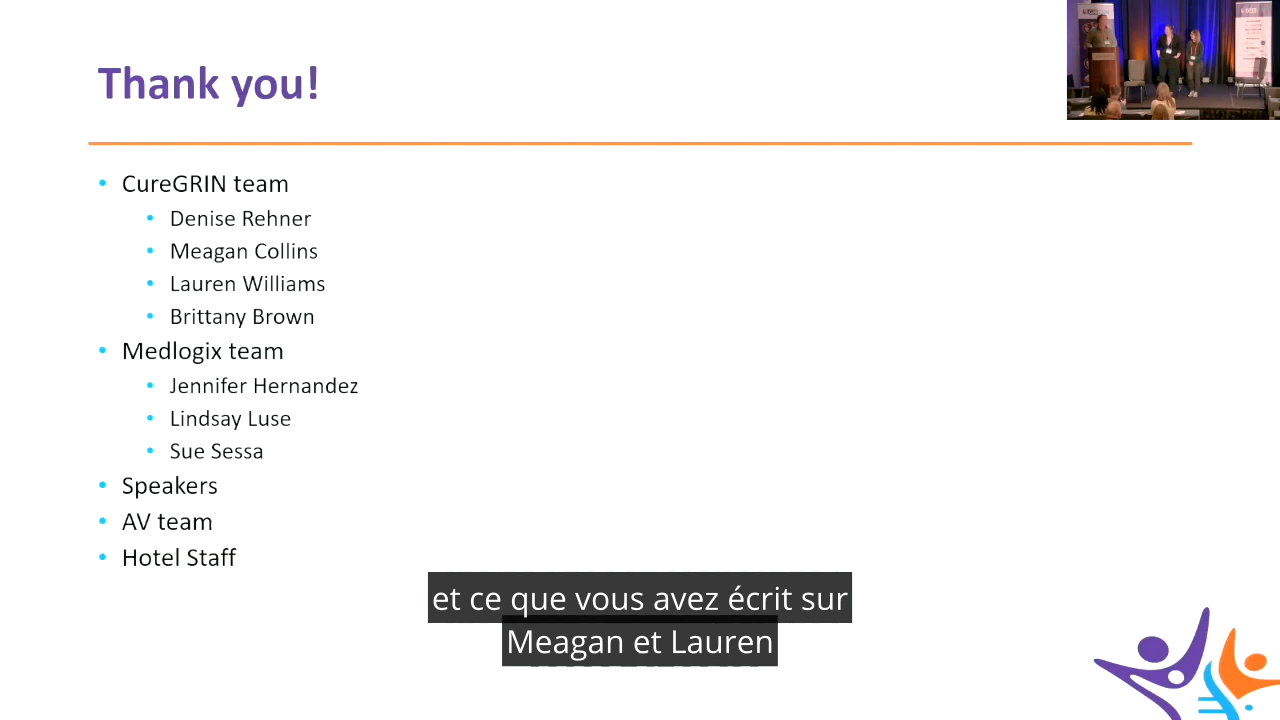 Thank you!
CureGRIN team
Denise Rehner
Meagan Collins
Lauren Williams
Brittany Brown
Medlogix team
Jennifer Hernandez
Lindsay Luse
Sue Sessa
Speakers
AV team
Hotel Staff
et ce que vous avez écrit sur
Meagan et Lauren